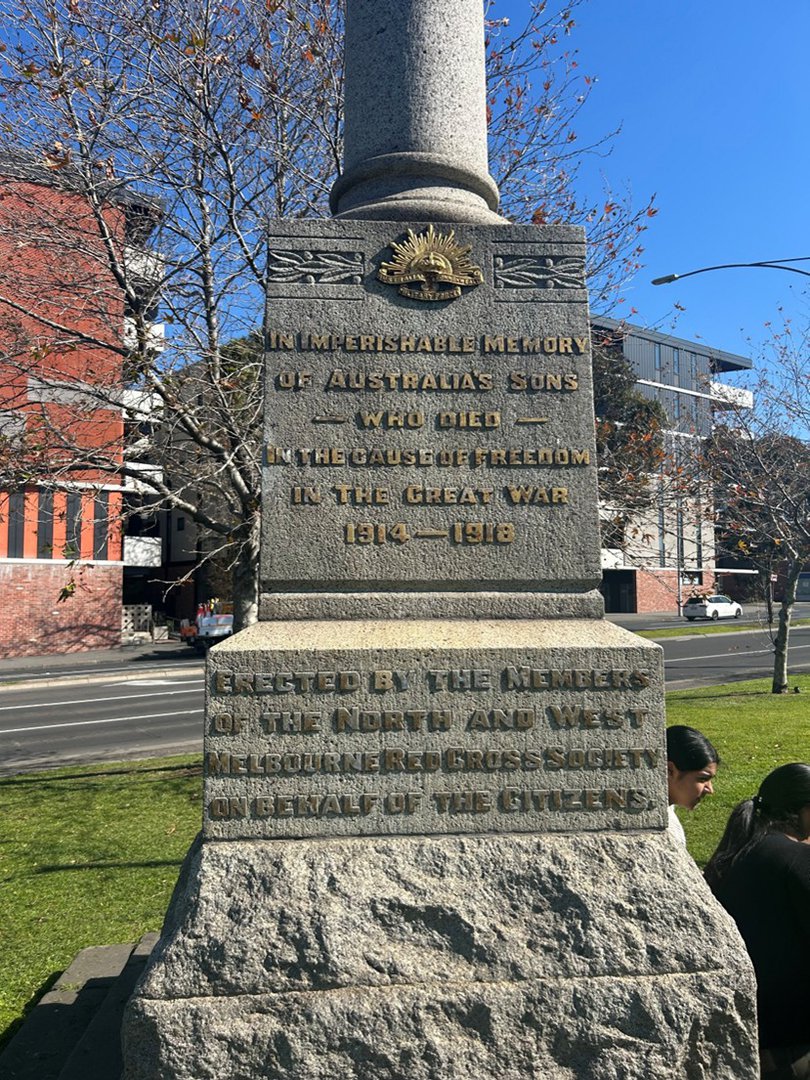 IN IMPERISHABLE MEMORY
OF AUSTRALIA'S SONS
— WHO DIED —
IN THE CAUSE OF FREEDOM
IN THE GREAT WAR
1914 — 1918
ERECTED BY THE MEMBERS
OF THE NORTH AND WEST
MELBOURNE RED CROSS SOCIETY
ON BEHALF OF THE CITIZENS.